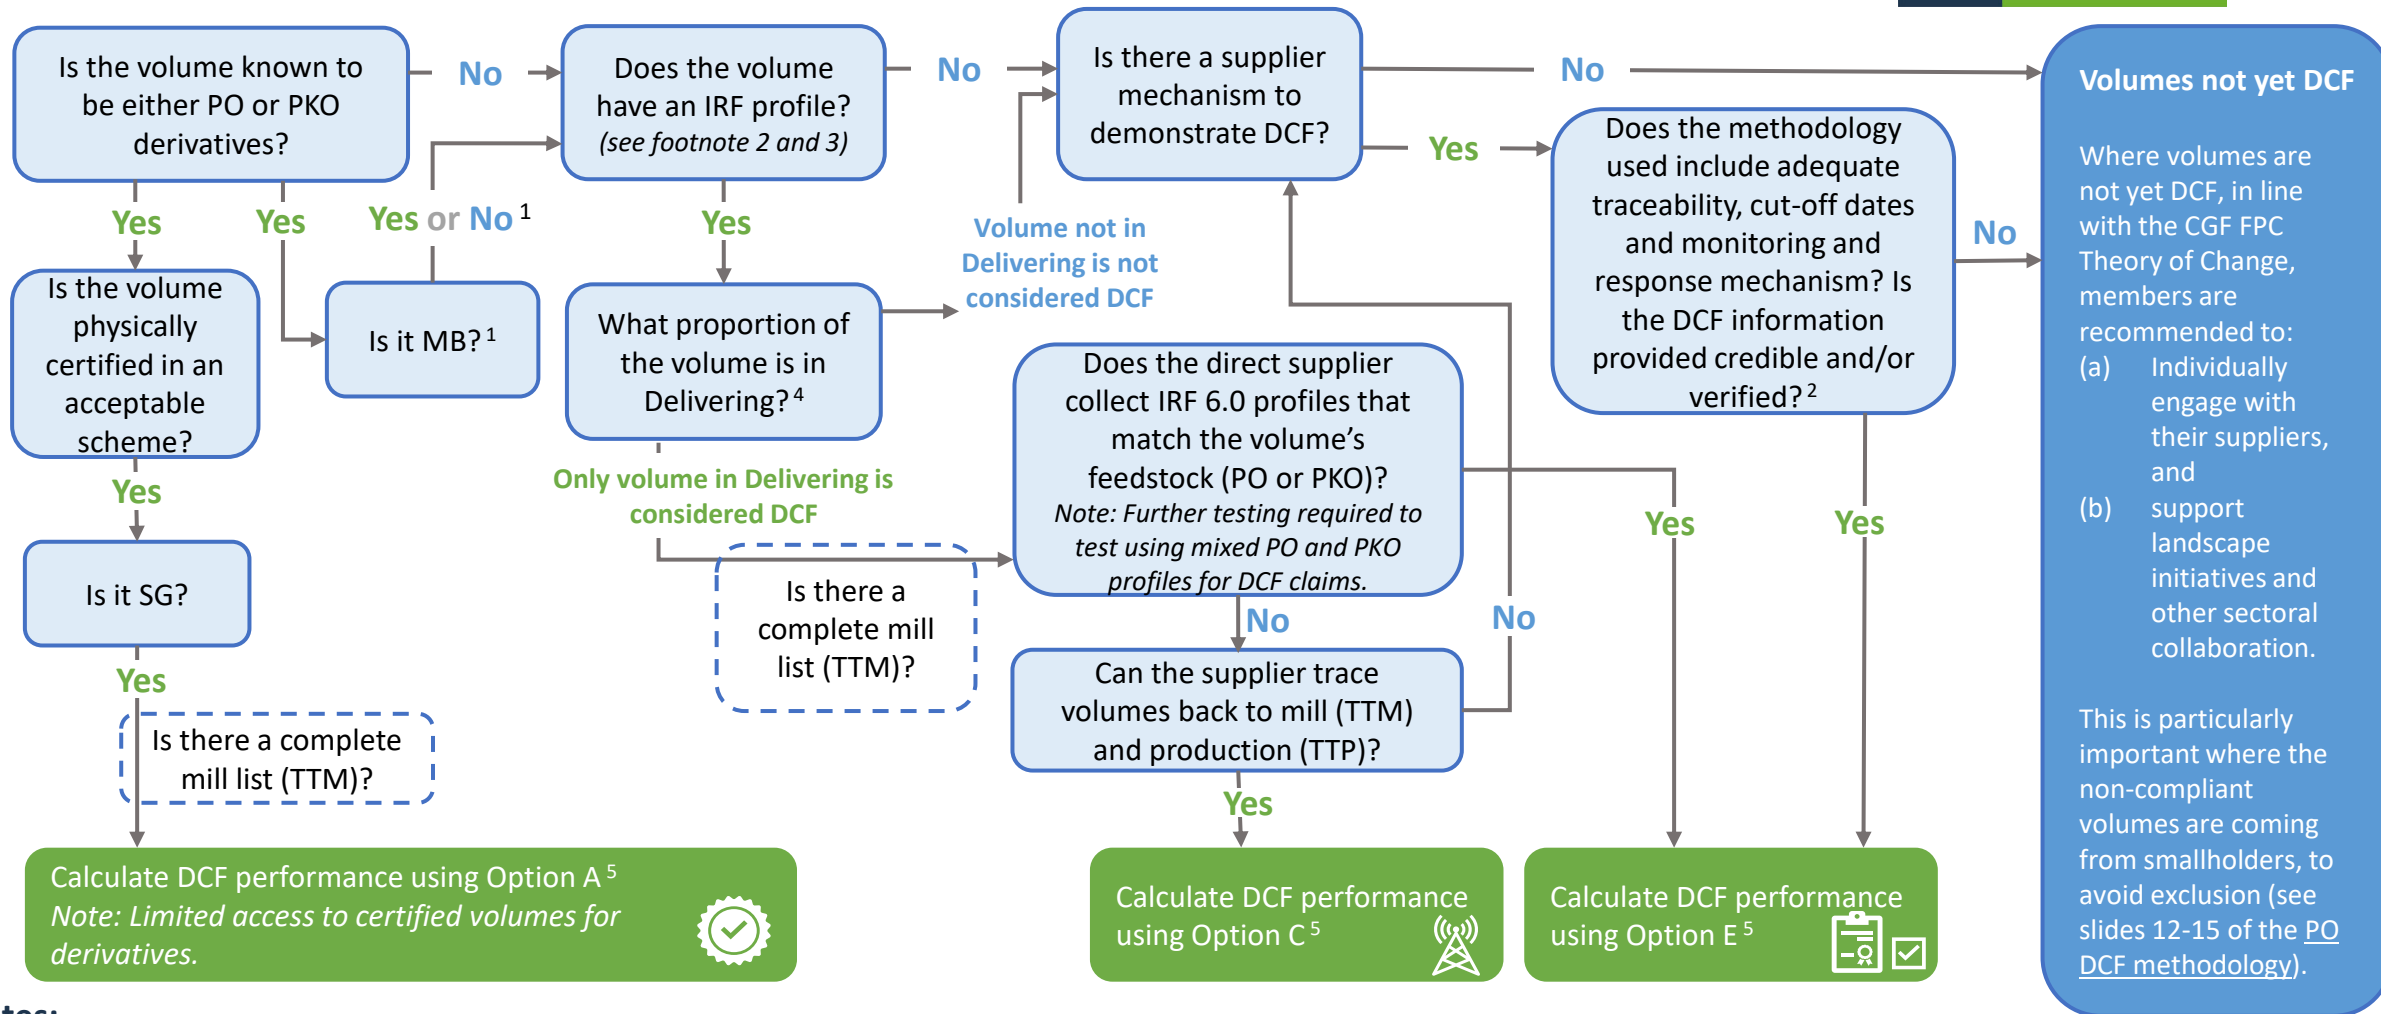 Is the volume known to
be either PO or PKO
derivatives?
No
Does the volume
have an IRF profile?
(see footnote 2 and 3)
No
Is there a supplier
mechanism to
demonstrate DCF?
No
Yes
Does the methodology
used include adequate
traceability, cut-off dates
and monitoring and
response mechanism? Is
the DCF information
provided credible and/or
verified? 2
No
Yes
Yes
Yes
Yes or No 1
Yes
Volume not in
Delivering is not
considered DCF
Is the volume
physically
certified in an
acceptable
scheme?
Is it MB? 1
What proportion of
the volume is in
Delivering? 4
Only volume in Delivering is
considered DCF
Does the direct supplier
collect IRF 6.0 profiles that
match the volume's
feedstock (PO or PKO)?
Note: Further testing required to
test using mixed PO and PKO
profiles for DCF claims.
Yes
Yes
Is it SG?
Yes
Is there a complete
mill list (TTM)?
Is there a
complete mill
list (TTM)?
No
No
Can the supplier trace
volumes back to mill (TTM)
and production (TTP)?
Yes
Calculate DCF performance using Option A 5
Note: Limited access to certified volumes for
derivatives.
Calculate DCF performance
using Option C 5
Calculate DCF performance
using Option E 5
Volumes not yet DCF
Where volumes are
not yet DCF, in line
with the CGF FPC
Theory of Change,
members are
recommended to:
(a) Individually
engage with
their suppliers,
and
(b) support
landscape
initiatives and
other sectoral
collaboration.
This is particularly
important where the
non-compliant
volumes are coming
from smallholders, to
avoid exclusion (see
slides 12-15 of the PO
DCF methodology).